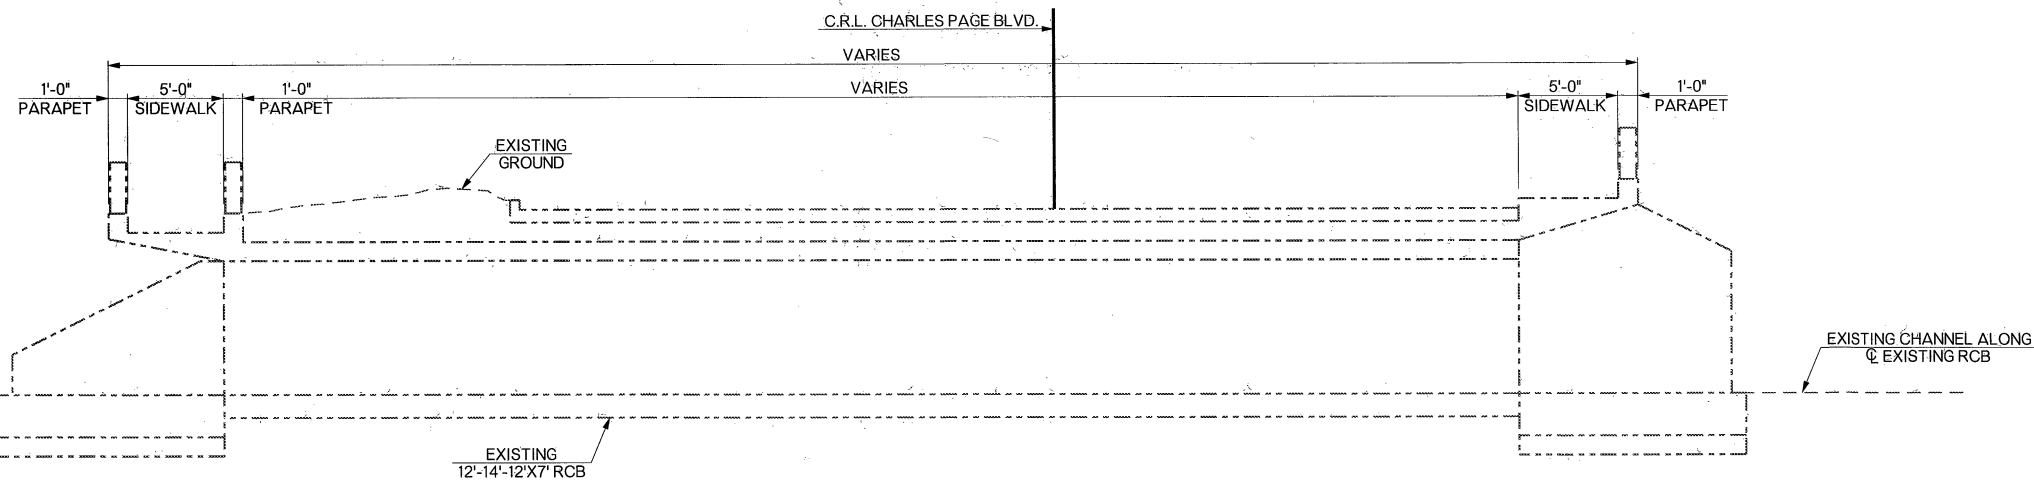 C.R.L. CHARLES PAGE BLVD.
VARIES
1'-0"
PARAPET
5'-0"
SIDEWALK
1'-0"
PARAPET
VARIES
5'-0"
SIDEWALK
1'-0"
PARAPET
EXISTING
GROUND
EXISTING CHANNEL ALONG
℄ EXISTING RCB
EXISTING
12'-14'-12'X7' RCB